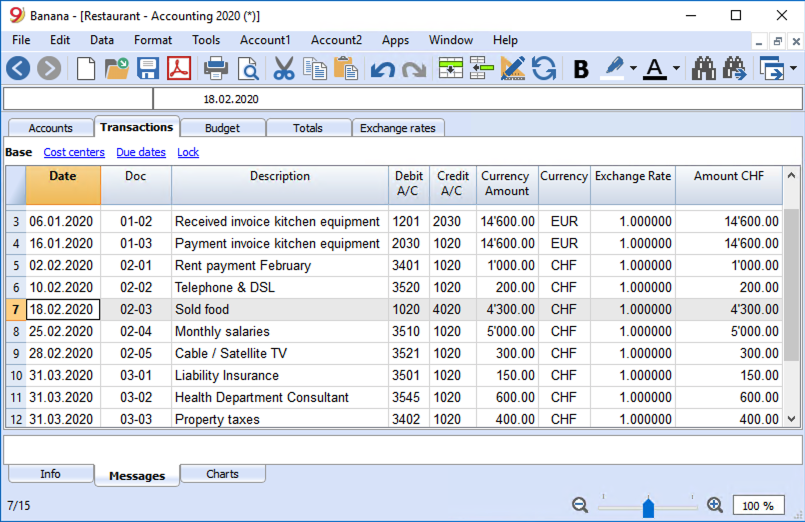 Banana - [Restaurant - Accounting 2020 (*)]
File Edit Data Format Tools Account1 Account2 Apps Window Help
B A
18.02.2020
Accounts Transactions Budget Totals Exchange rates
Base Cost centers Due dates Lock
Date Doc Description Debit A/C Credit A/C Currency Amount Currency Exchange Rate Amount CHF
3 06.01.2020 01-02 Received invoice kitchen equipment 1201 2030 14'600.00 EUR 1.000000 14'600.00
4 16.01.2020 01-03 Payment invoice kitchen equipment 2030 1020 14'600.00 EUR 1.000000 14'600.00
5 02.02.2020 02-01 Rent payment February 3401 1020 1'000.00 CHF 1.000000 1'000.00
6 10.02.2020 02-02 Telephone & DSL 3520 1020 200.00 CHF 1.000000 200.00
7 18.02.2020 02-03 Sold food 1020 4020 4'300.00 CHF 1.000000 4'300.00
8 25.02.2020 02-04 Monthly salaries 3510 1020 5'000.00 CHF 1.000000 5'000.00
9 28.02.2020 02-05 Cable / Satellite TV 3521 1020 300.00 CHF 1.000000 300.00
10 31.03.2020 03-01 Liability Insurance 3501 1020 150.00 CHF 1.000000 150.00
11 31.03.2020 03-02 Health Department Consultant 3545 1020 600.00 CHF 1.000000 600.00
12 31.03.2020 03-03 Property taxes 3402 1020 400.00 CHF 1.000000 400.00
Info Messages Charts
7/15 100 %